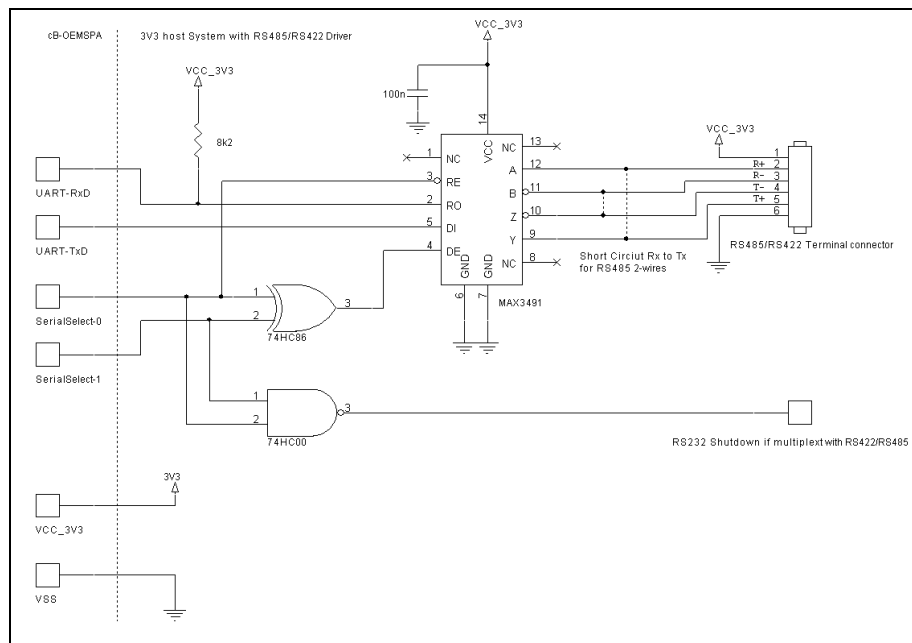 cB-OEMSPA
3V3 host System with RS485/RS422 Driver
VCC_3V3
VCC_3V3
100n
8k2
14
VCC
1
NC
NC
13
3
RE
A
12
VCC_3V3
UART-RxD
2
RO
B
11
R+
1
2
R-
3
T-
4
T+
5
6
UART-TxD
5
DI
Z
10
4
DE
Y
9
GND
GND
NC
8
Short Circiut Rx to Tx
for RS485 2-wires
RS485/RS422 Terminal connector
6
7
MAX3491
SerialSelect-0
1
2
3
74HC86
SerialSelect-1
1
2
3
74HC00
RS232 Shutdown if multiplext with RS422/RS485
VCC_3V3
3V3
VSS